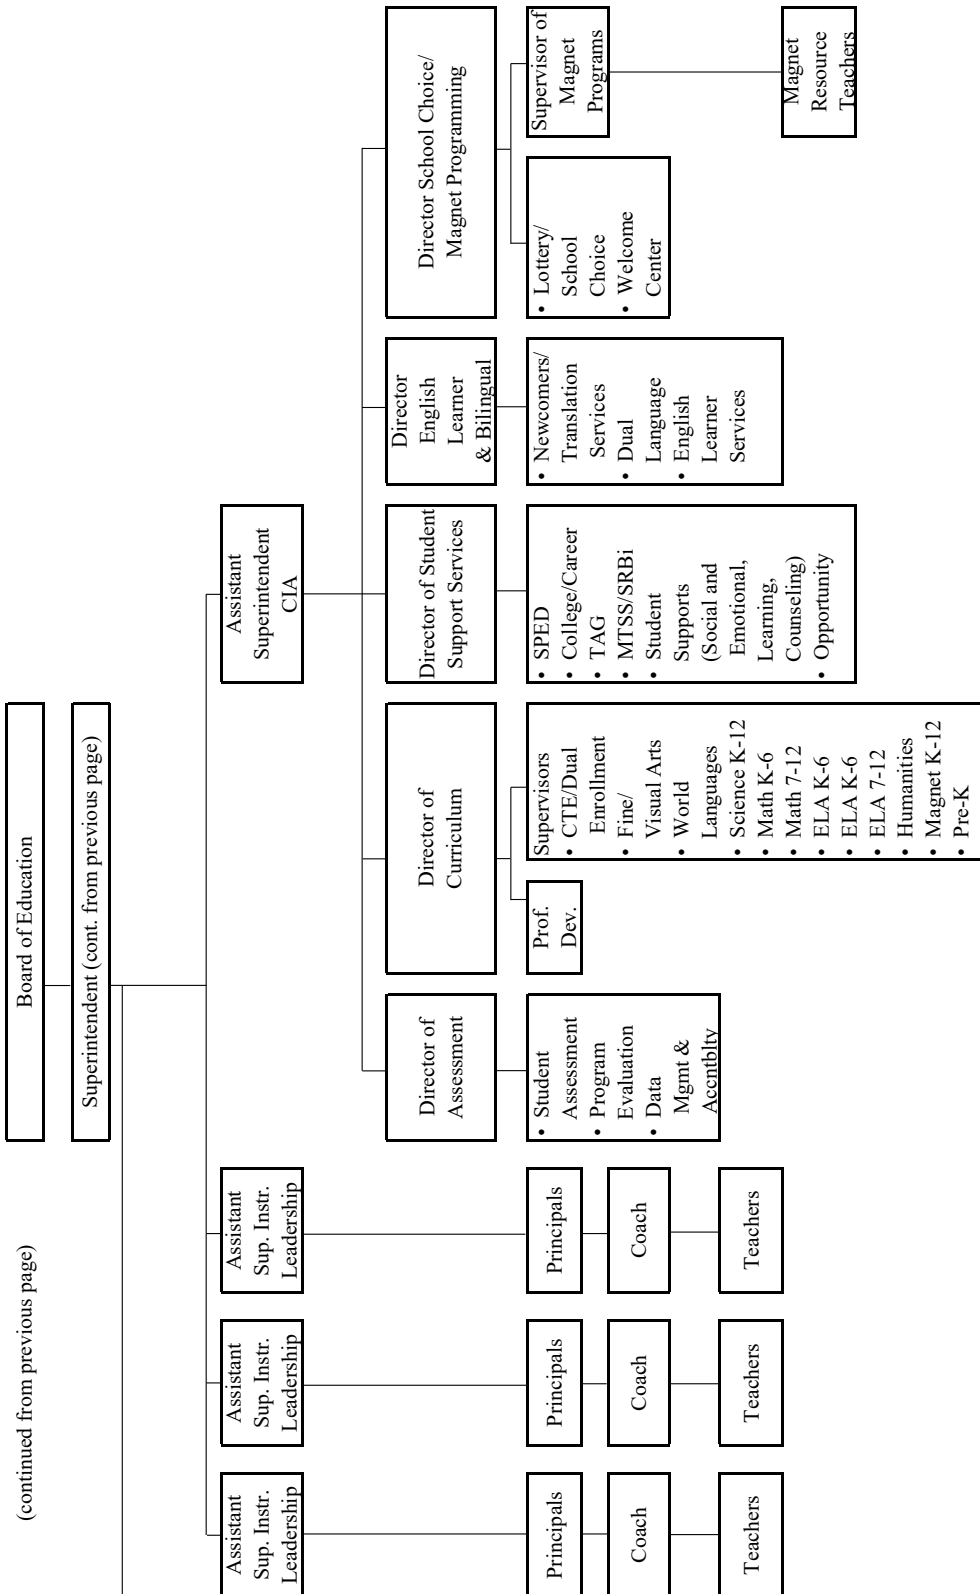 (continued from previous page)
Board of Education
Superintendent (cont. from previous page)
Assistant
Sup. Instr.
Leadership
Assistant
Sup. Instr.
Leadership
Assistant
Sup. Instr.
Leadership
Assistant
Superintendent
CIA
Director of
Assessment
Director of
Curriculum
Director of Student
Support Services
Director
English
Learner
& Bilingual
Director School Choice/
Magnet Programming
Principals
Coach
Teachers
Principals
Coach
Teachers
Principals
Coach
Teachers
• Student
Assessment
• Program
Evaluation
• Data
Mgmt &
Accntblty
Prof.
Dev.
Supervisors
• CTE/Dual
Enrollment
• Fine/
Visual Arts
• World
Languages
• Science K-12
• Math K-6
• Math 7-12
• ELA K-6
• ELA K-6
• ELA 7-12
• Humanities
• Magnet K-12
• Pre-K
• SPED
• College/Career
• TAG
• MTSS/SRBi
• Student
Supports
(Social and
Emotional,
Learning,
Counseling)
• Opportunity
• Newcomers/
Translation
Services
• Dual
Language
• English
Learner
Services
• Lottery/
School
Choice
• Welcome
Center
Supervisor of
Magnet
Programs
Magnet
Resource
Teachers